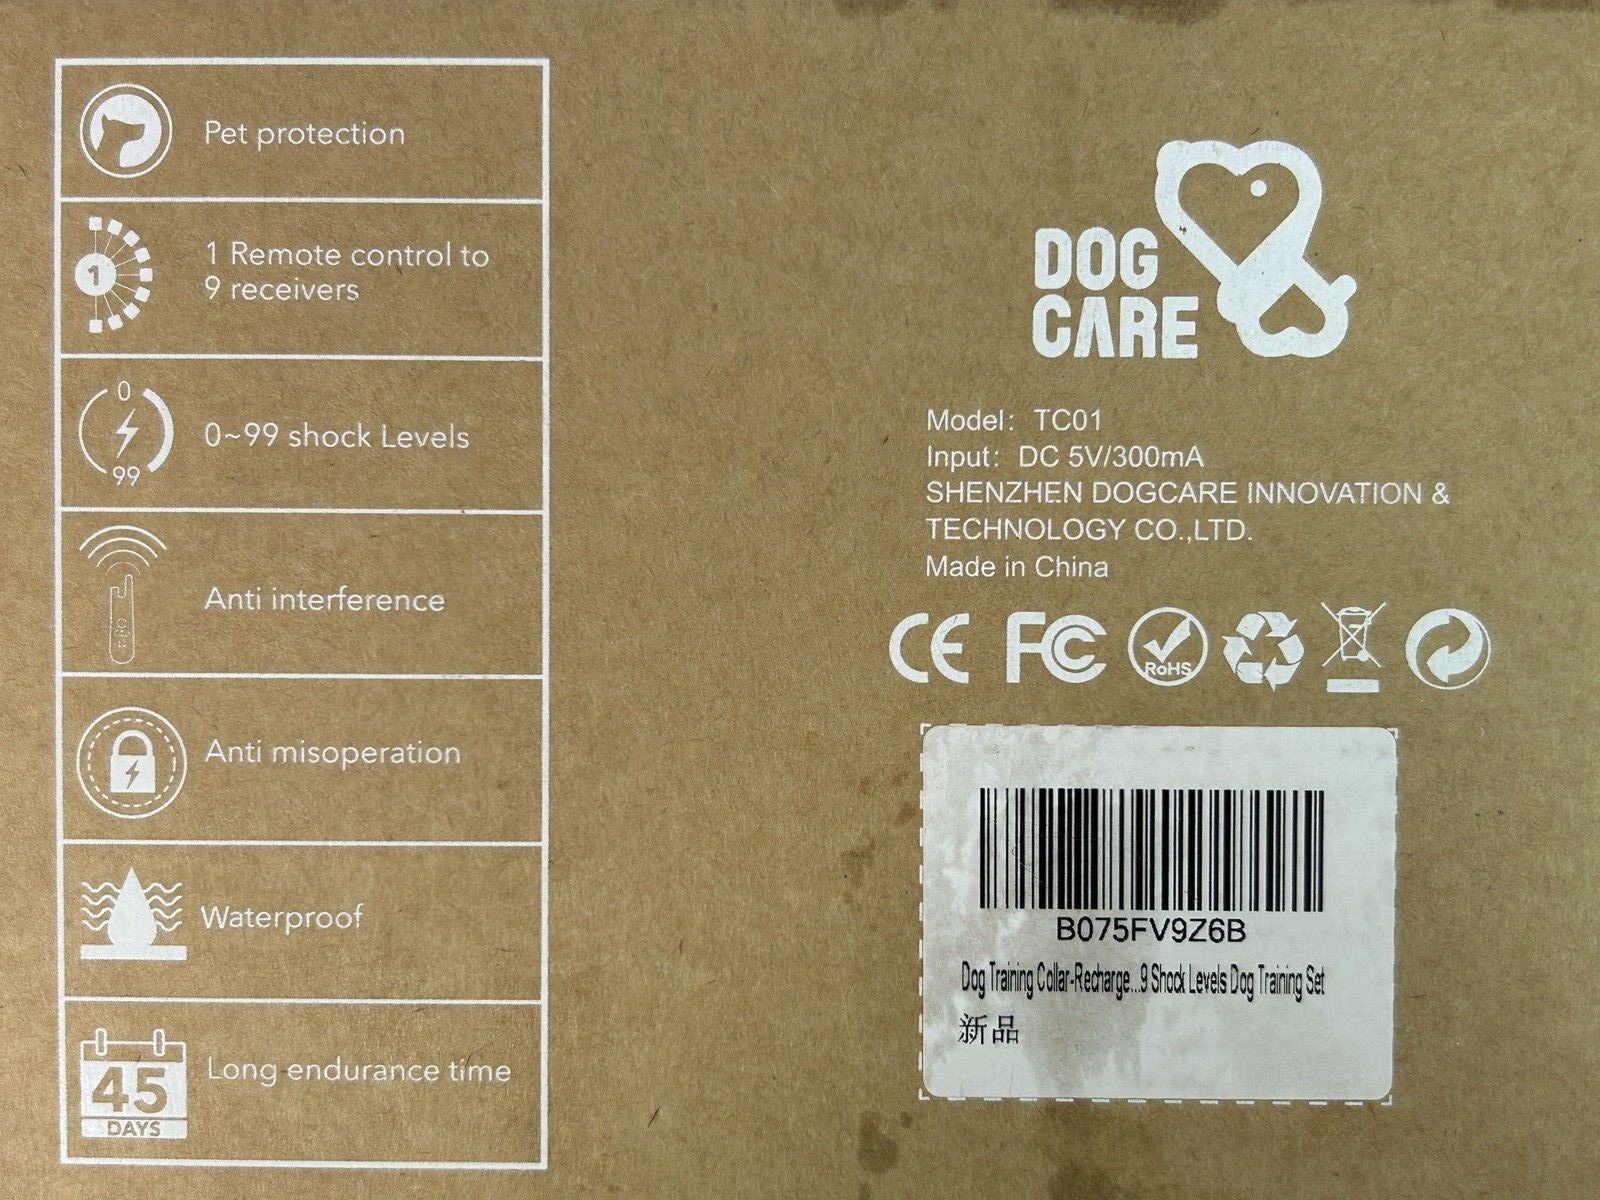 Pet protection
1
1 Remote control to
9 receivers
0
99
0~99 shock Levels
Anti interference
Anti misoperation
Waterproof
45
DAYS
Long endurance time
DOG
CARE
Model: TC01
Input: DC 5V/300mA
SHENZHEN DOGCARE INNOVATION &
TECHNOLOGY CO.,LTD.
Made in China
CE FC RoHS
B075FV9Z6B
Dog Training Collar-Recharge...9 Shock Levels Dog Training Set
新品